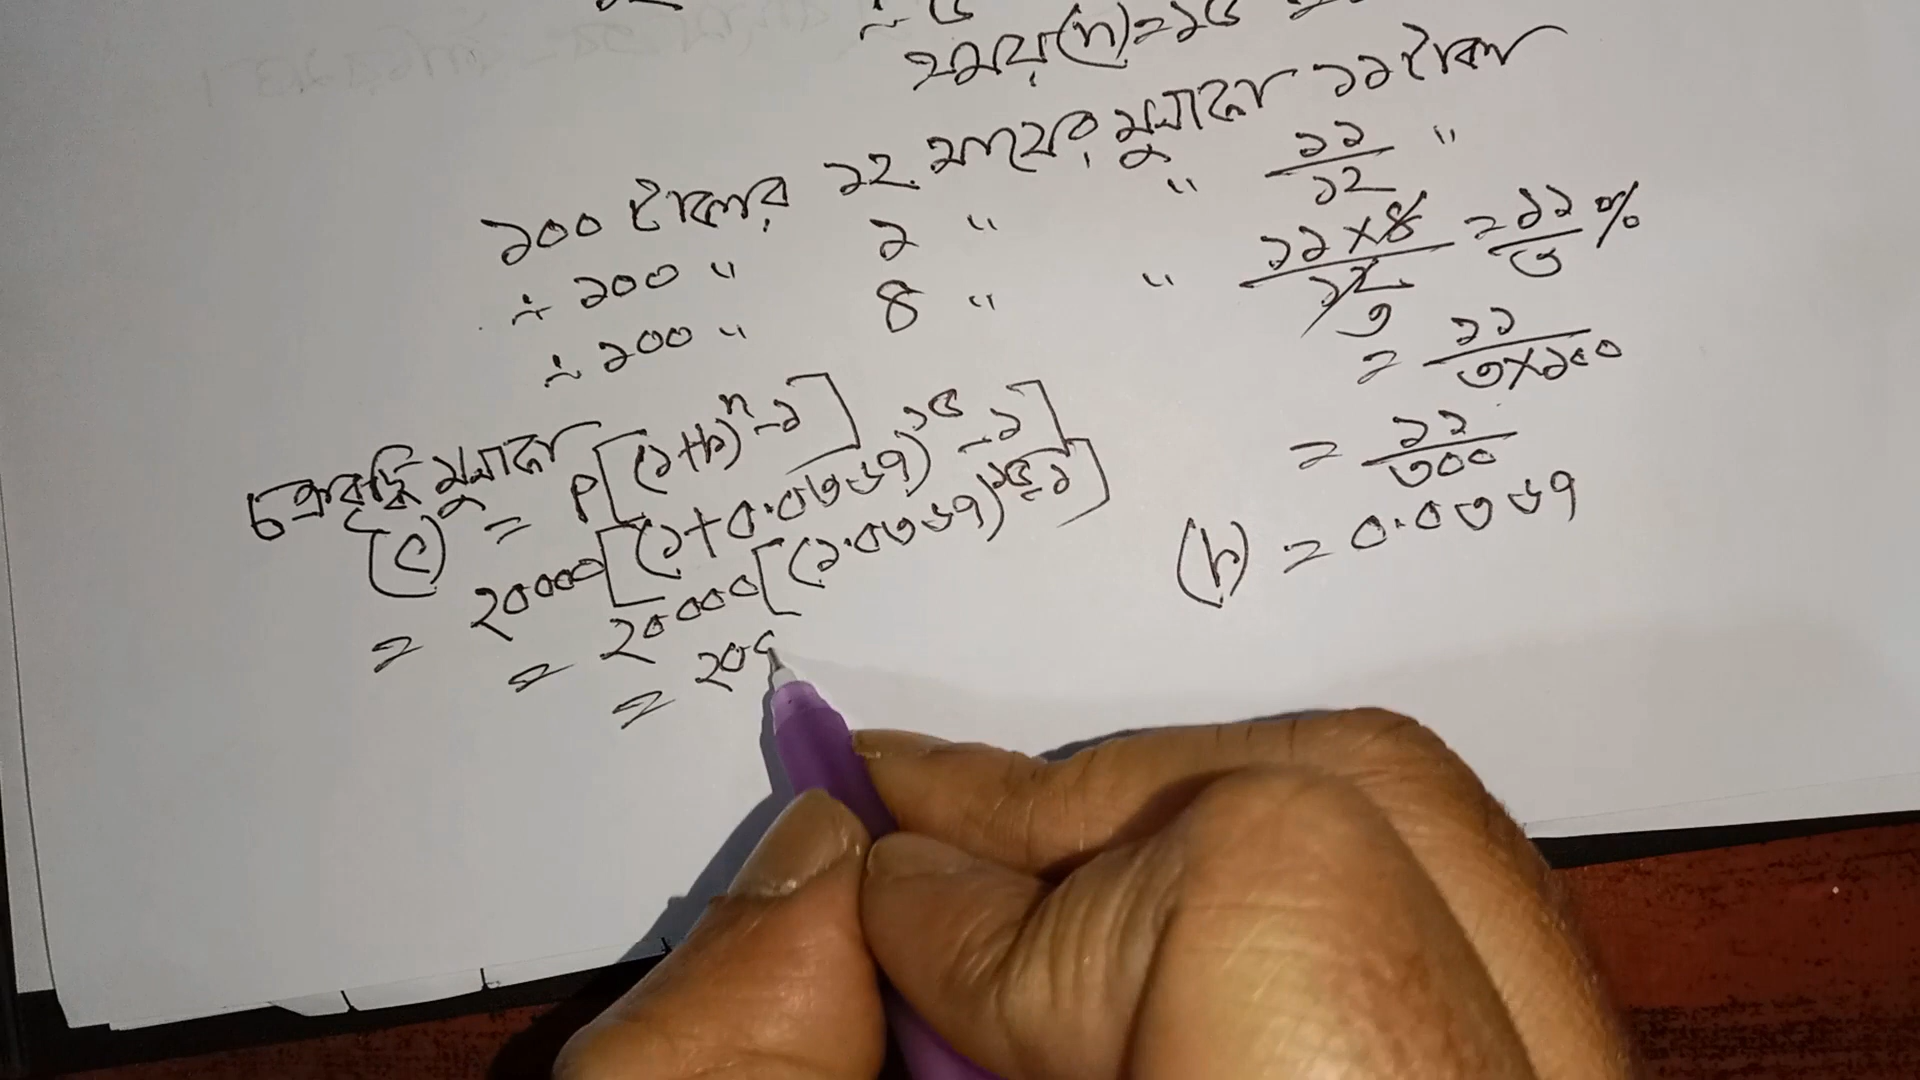 সময় (n) = ১৫
১০০ টাকার ১২ মাসের মুনাফা ১১ টাকা
∴ ১০০ " ১ " " ১১/১২ "
∴ ১০০ " ৪ " " ১১×৪/১২ = ১১/৩ %
৩
= ১১/৩×১০০
= ১১/৩০০
(r) = ০.০৩৬৭
চক্রবৃদ্ধি মুনাফা
(C) = P[(১+r)^n-১]
= ২০০০০[(১+০.০৩৬৭)^১৫-১]
= ২০০০০[(১.০৩৬৭)^১৫-১]
= ২০